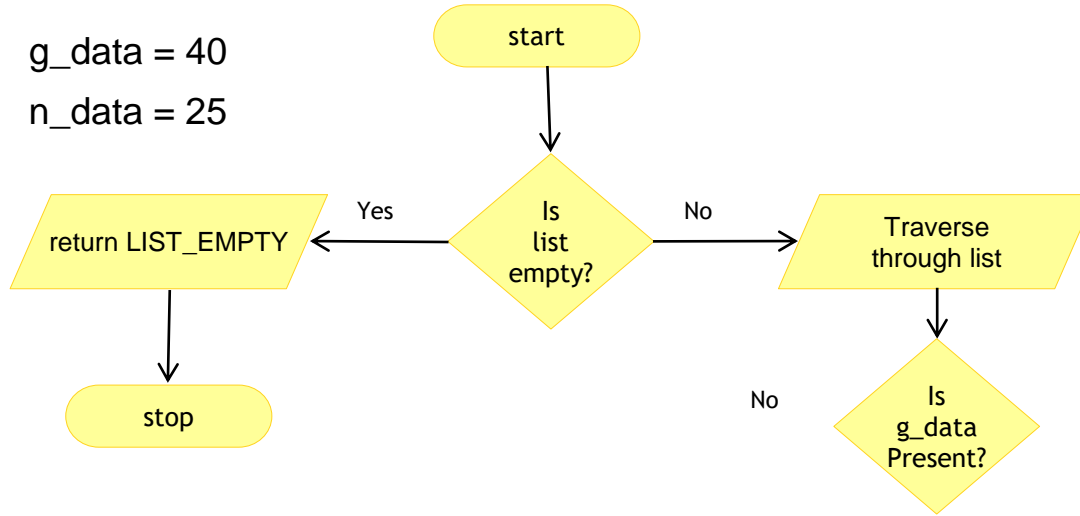 start
g_data = 40
n_data = 25
Yes
Is
list
empty?
No
return LIST_EMPTY
Traverse
through list
stop
No
Is
g_data
Present?